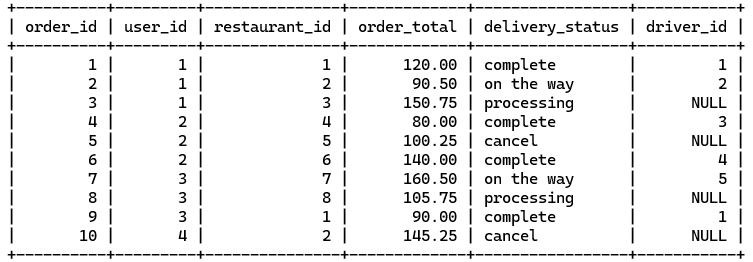 +----------+---------+---------------+-------------+-----------------+-----------+
| order_id | user_id | restaurant_id | order_total | delivery_status | driver_id |
+----------+---------+---------------+-------------+-----------------+-----------+
|        1 |       1 |             1 |      120.00 | complete        |         1 |
|        2 |       1 |             2 |       90.50 | on the way      |         2 |
|        3 |       1 |             3 |      150.75 | processing      |      NULL |
|        4 |       2 |             4 |       80.00 | complete        |         3 |
|        5 |       2 |             5 |      100.25 | cancel          |      NULL |
|        6 |       2 |             6 |      140.00 | complete        |         4 |
|        7 |       3 |             7 |      160.50 | on the way      |         5 |
|        8 |       3 |             8 |      105.75 | processing      |      NULL |
|        9 |       3 |             1 |       90.00 | complete        |         1 |
|       10 |       4 |             2 |      145.25 | cancel          |      NULL |
+----------+---------+---------------+-------------+-----------------+-----------+